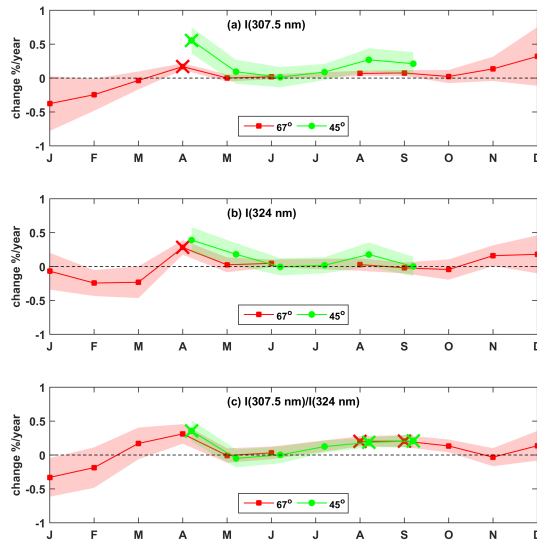 (a) I(307.5 nm)
change %/year
1
0.5
0
-0.5
-1
67° 45°
J F M A M J J A S O N D
(b) I(324 nm)
change %/year
1
0.5
0
-0.5
-1
67° 45°
J F M A M J J A S O N D
(c) I(307.5 nm)/I(324 nm)
change %/year
1
0.5
0
-0.5
-1
67° 45°
J F M A M J J A S O N D